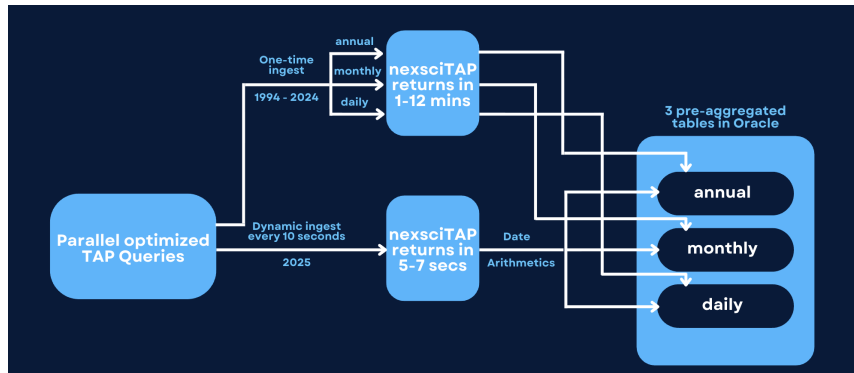 One-time
ingest
1994 - 2024
annual
monthly
daily
nexsciTAP
returns in
1-12 mins
3 pre-aggregated
tables in Oracle
annual
monthly
daily
Parallel optimized
TAP Queries
Dynamic ingest
every 10 seconds
2025
nexsciTAP
returns in
5-7 secs
Date
Arithmetics